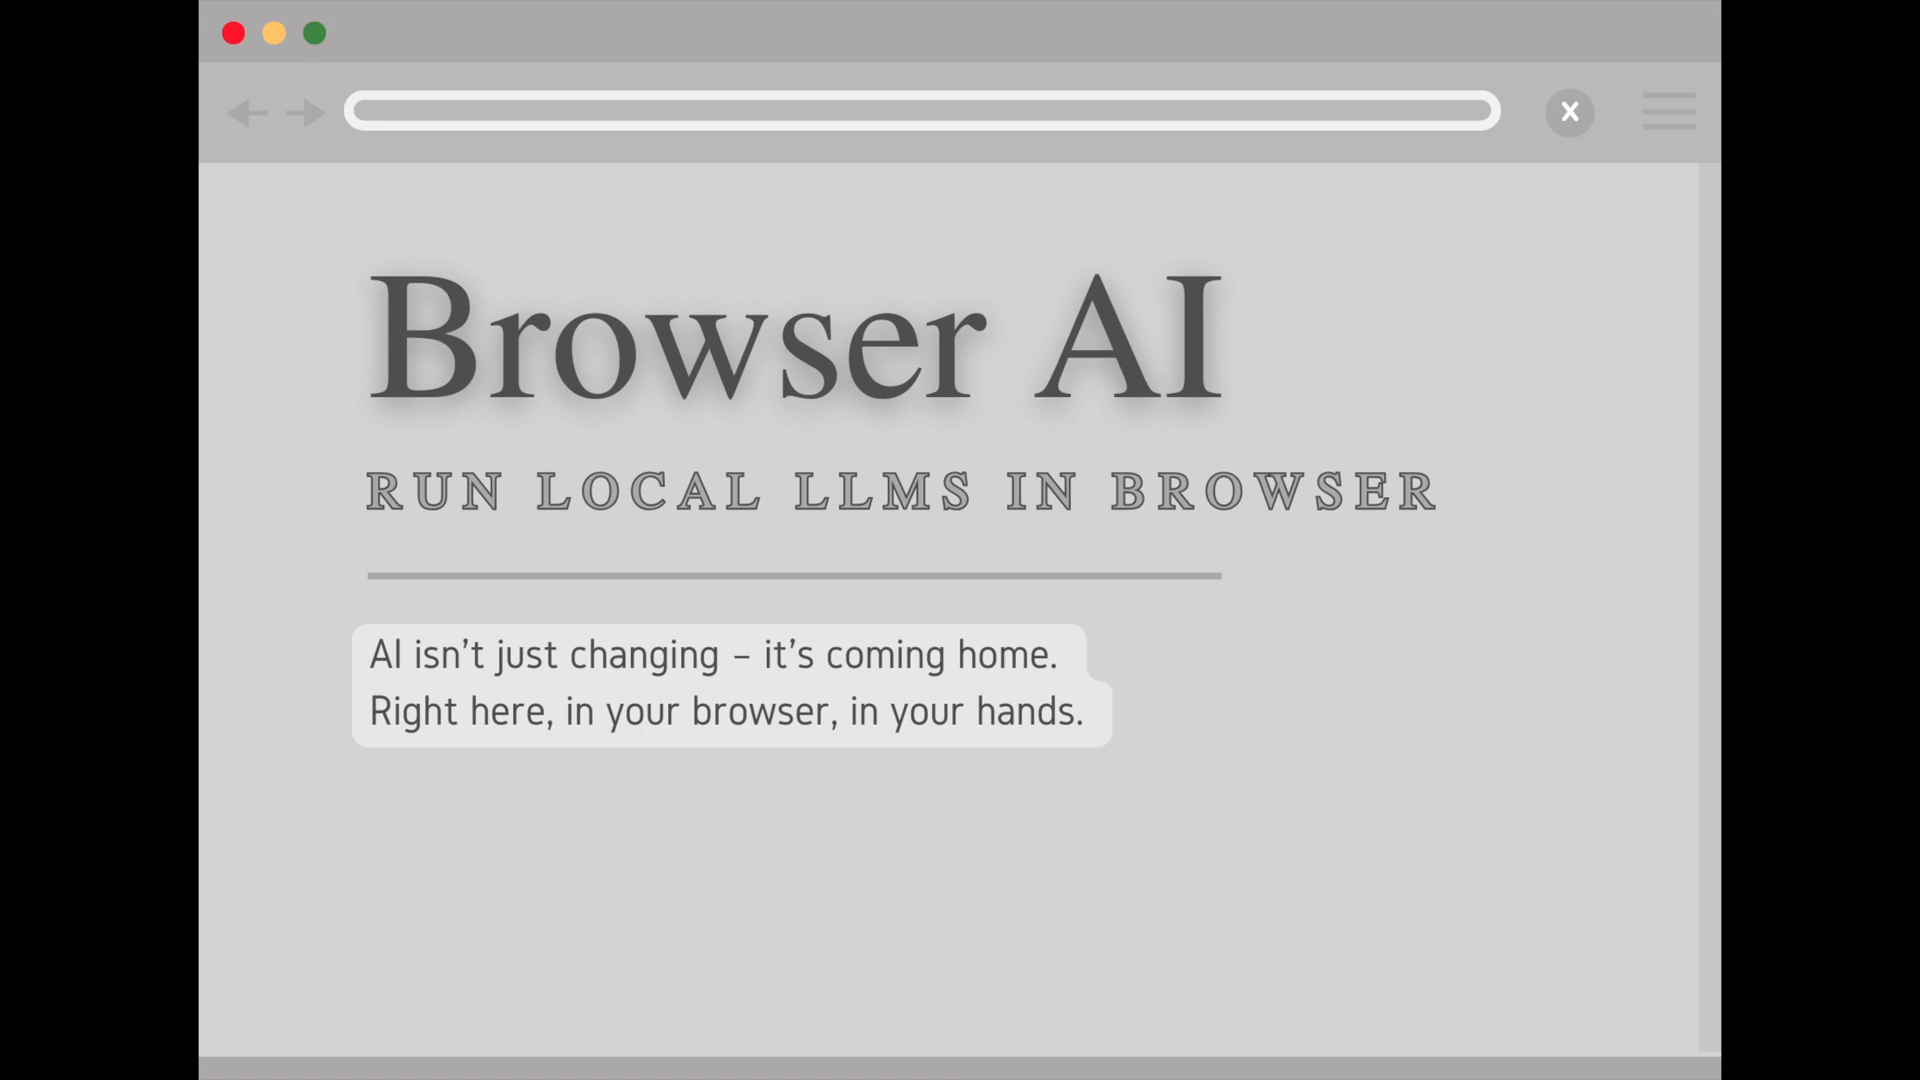 X
Browser AI
RUN LOCAL LLMS IN BROWSER
AI isn’t just changing – it’s coming home.
Right here, in your browser, in your hands.